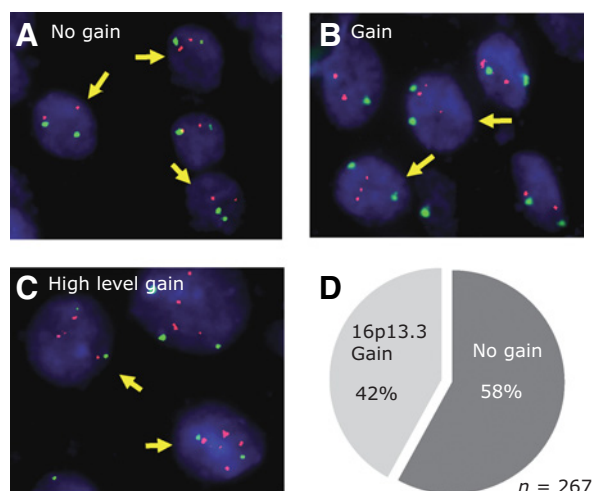 A No gain
B Gain
C High level gain
D
16p13.3
Gain
42%
No gain
58%
n = 267